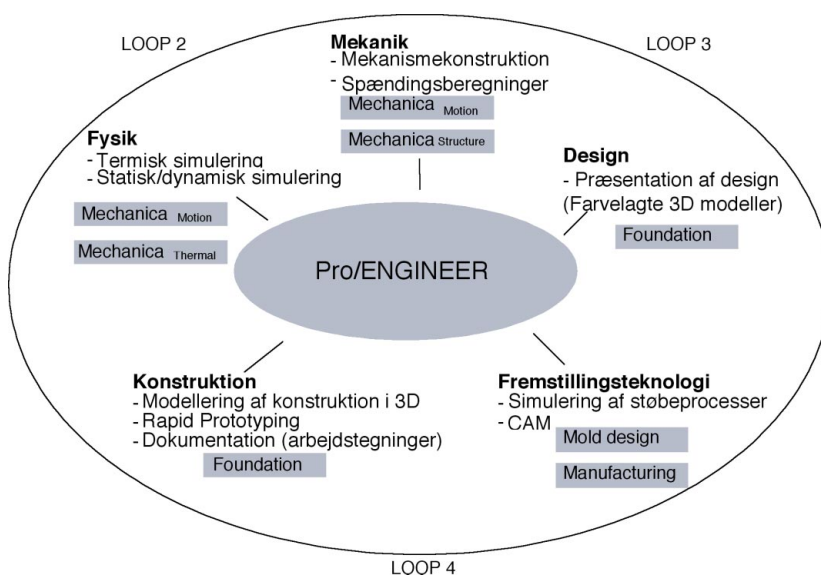 LOOP 2
LOOP 3
Mekanik
- Mekanismekonstruktion
- Spændingsberegninger
Mechanica Motion
Mechanica Structure
Fysik
- Termisk simulering
- Statisk/dynamisk simulering
Mechanica Motion
Mechanica Thermal
Design
- Præsentation af design
(Farvelagte 3D modeller)
Foundation
Pro/ENGINEER
Konstruktion
- Modellering af konstruktion i 3D
- Rapid Prototyping
- Dokumentation (arbejdstegninger)
Foundation
Fremstillingsteknologi
- Simulering af støbeprocesser
- CAM
Mold design
Manufacturing
LOOP 4